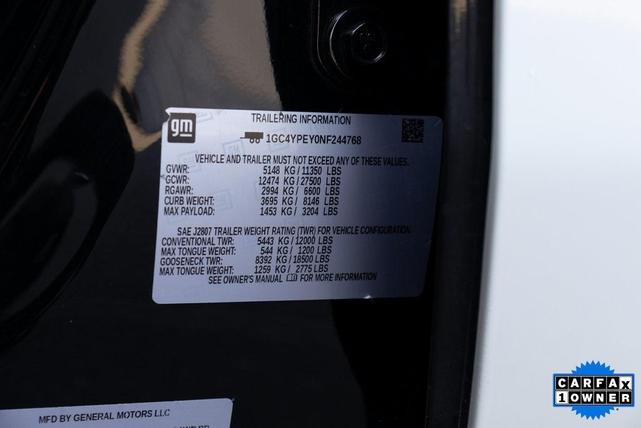 gm
TRAILERING INFORMATION
1GC4YPEY0NF244768
VEHICLE AND TRAILER MUST NOT EXCEED ANY OF THESE VALUES.
GVWR: 5148 KG/ 11350 LBS
GCWR: 12474 KG/ 27500 LBS
RGAWR: 2994 KG/ 6600 LBS
CURB WEIGHT: 3695 KG/ 8146 LBS
MAX PAYLOAD: 1453 KG/ 3204 LBS
SAE J2807 TRAILER WEIGHT RATING (TWR) FOR VEHICLE CONFIGURATION.
CONVENTIONAL TWR: 5443 KG/ 12000 LBS
MAX TONGUE WEIGHT: 544 KG/ 1200 LBS
GOOSENECK TWR: 8392 KG/ 18500 LBS
MAX TONGUE WEIGHT: 1259 KG/ 2775 LBS
SEE OWNER'S MANUAL FOR MORE INFORMATION
MFD BY GENERAL MOTORS LLC
CARFAX
1 OWNER